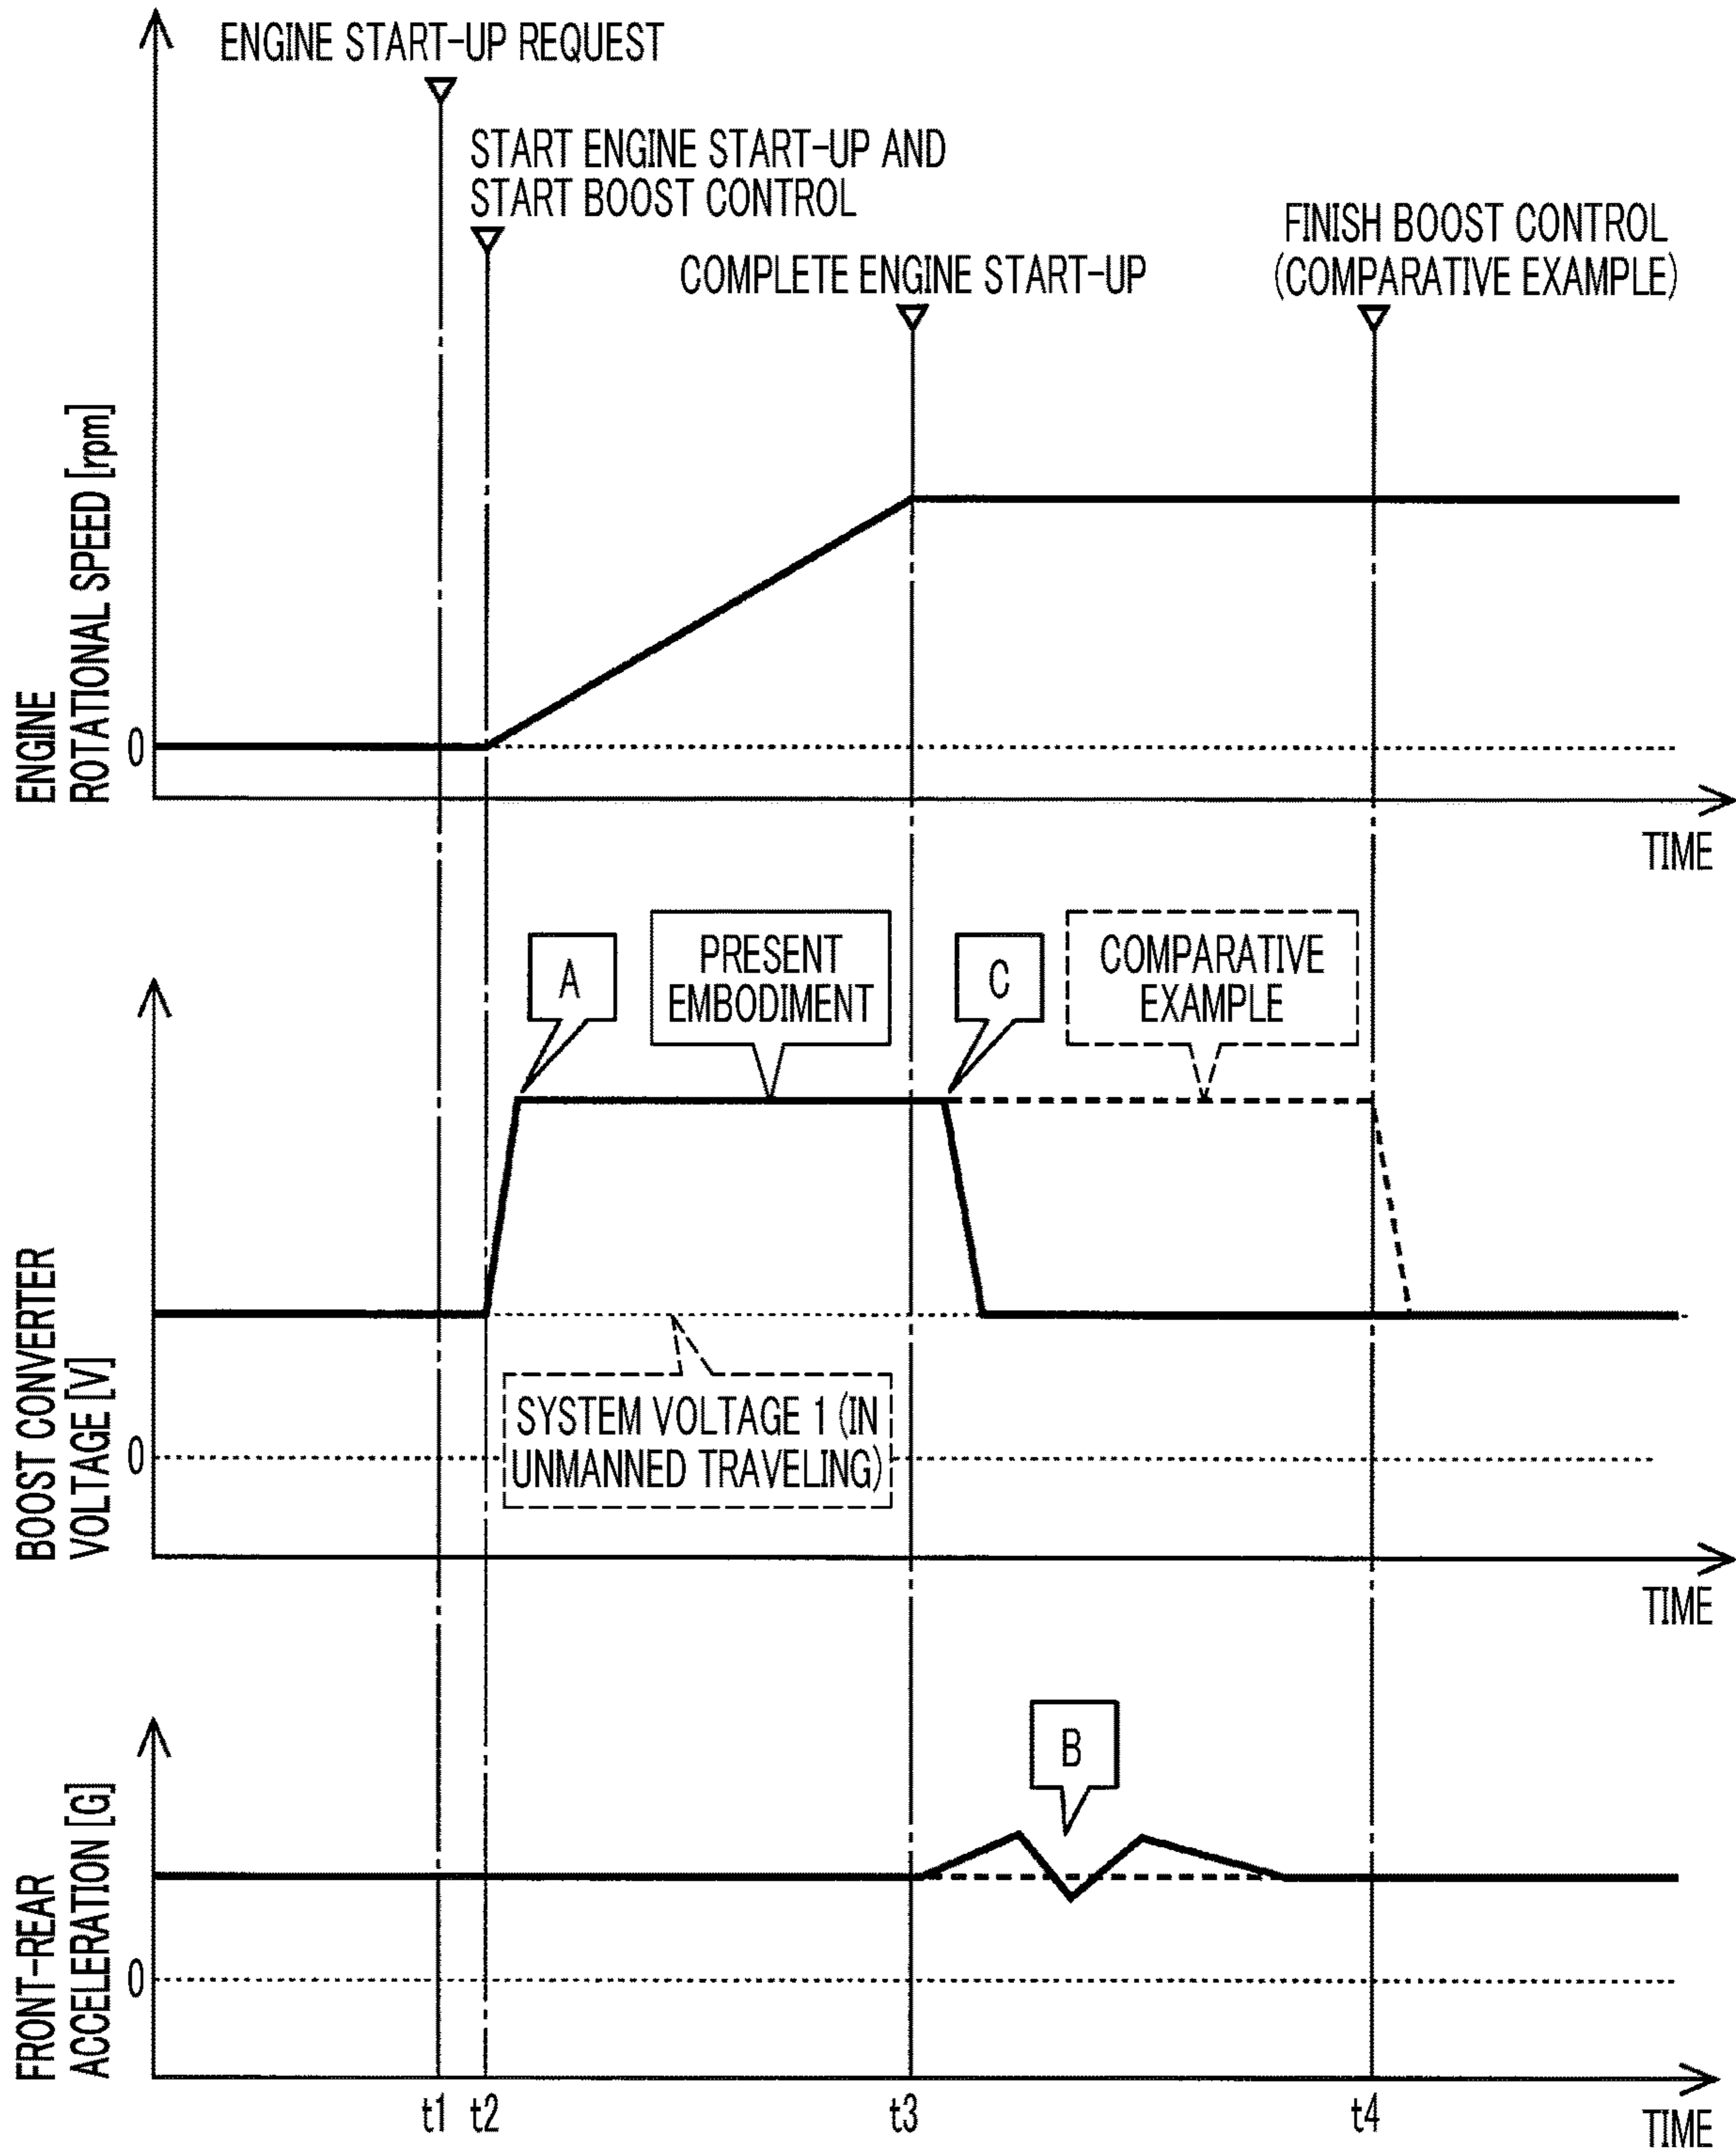 ENGINE START-UP REQUEST
START ENGINE START-UP AND
START BOOST CONTROL
COMPLETE ENGINE START-UP
FINISH BOOST CONTROL
(COMPARATIVE EXAMPLE)
ENGINE
ROTATIONAL SPEED [rpm]
0
TIME
A
PRESENT
EMBODIMENT
C
COMPARATIVE
EXAMPLE
BOOST CONVERTER
VOLTAGE [V]
SYSTEM VOLTAGE 1 (IN
UNMANNED TRAVELING)
0
TIME
B
FRONT-REAR
ACCELERATION [G]
0
t1 t2 t3 t4
TIME